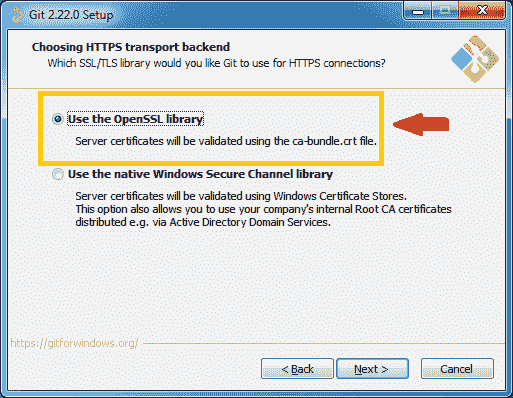 Git 2.22.0 Setup
Choosing HTTPS transport backend
Which SSL/TLS library would you like Git to use for HTTPS connections?
Use the OpenSSL library
Server certificates will be validated using the ca-bundle.crt file.
Use the native Windows Secure Channel library
Server certificates will be validated using Windows Certificate Stores.
This option also allows you to use your company's internal Root CA certificates
distributed e.g. via Active Directory Domain Services.
https://gitforwindows.org/
< Back Next > Cancel